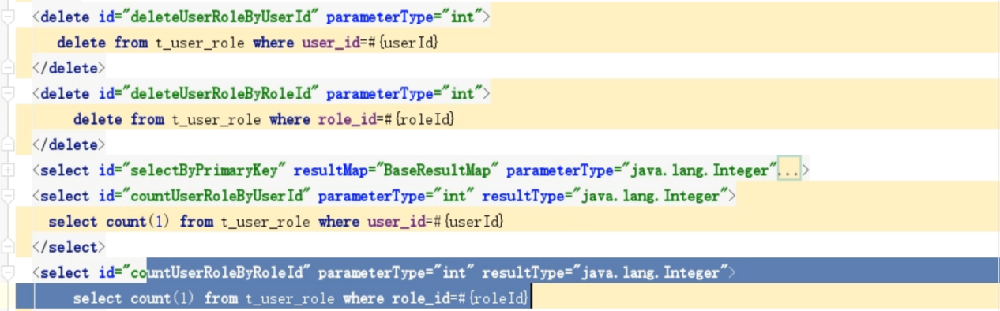 <delete id="deleteUserRoleByUserId" parameterType="int">
delete from t_user_role where user_id=#{userId}
</delete>
<delete id="deleteUserRoleByRoleId" parameterType="int">
delete from t_user_role where role_id=#{roleId}
</delete>
<select id="selectByPrimaryKey" resultMap="BaseResultMap" parameterType="java.lang.Integer"...>
<select id="countUserRoleByUserId" parameterType="int" resultType="java.lang.Integer">
select count(1) from t_user_role where user_id=#{userId}
</select>
<select id="countUserRoleByRoleId" parameterType="int" resultType="java.lang.Integer">
select count(1) from t_user_role where role_id=#{roleId}